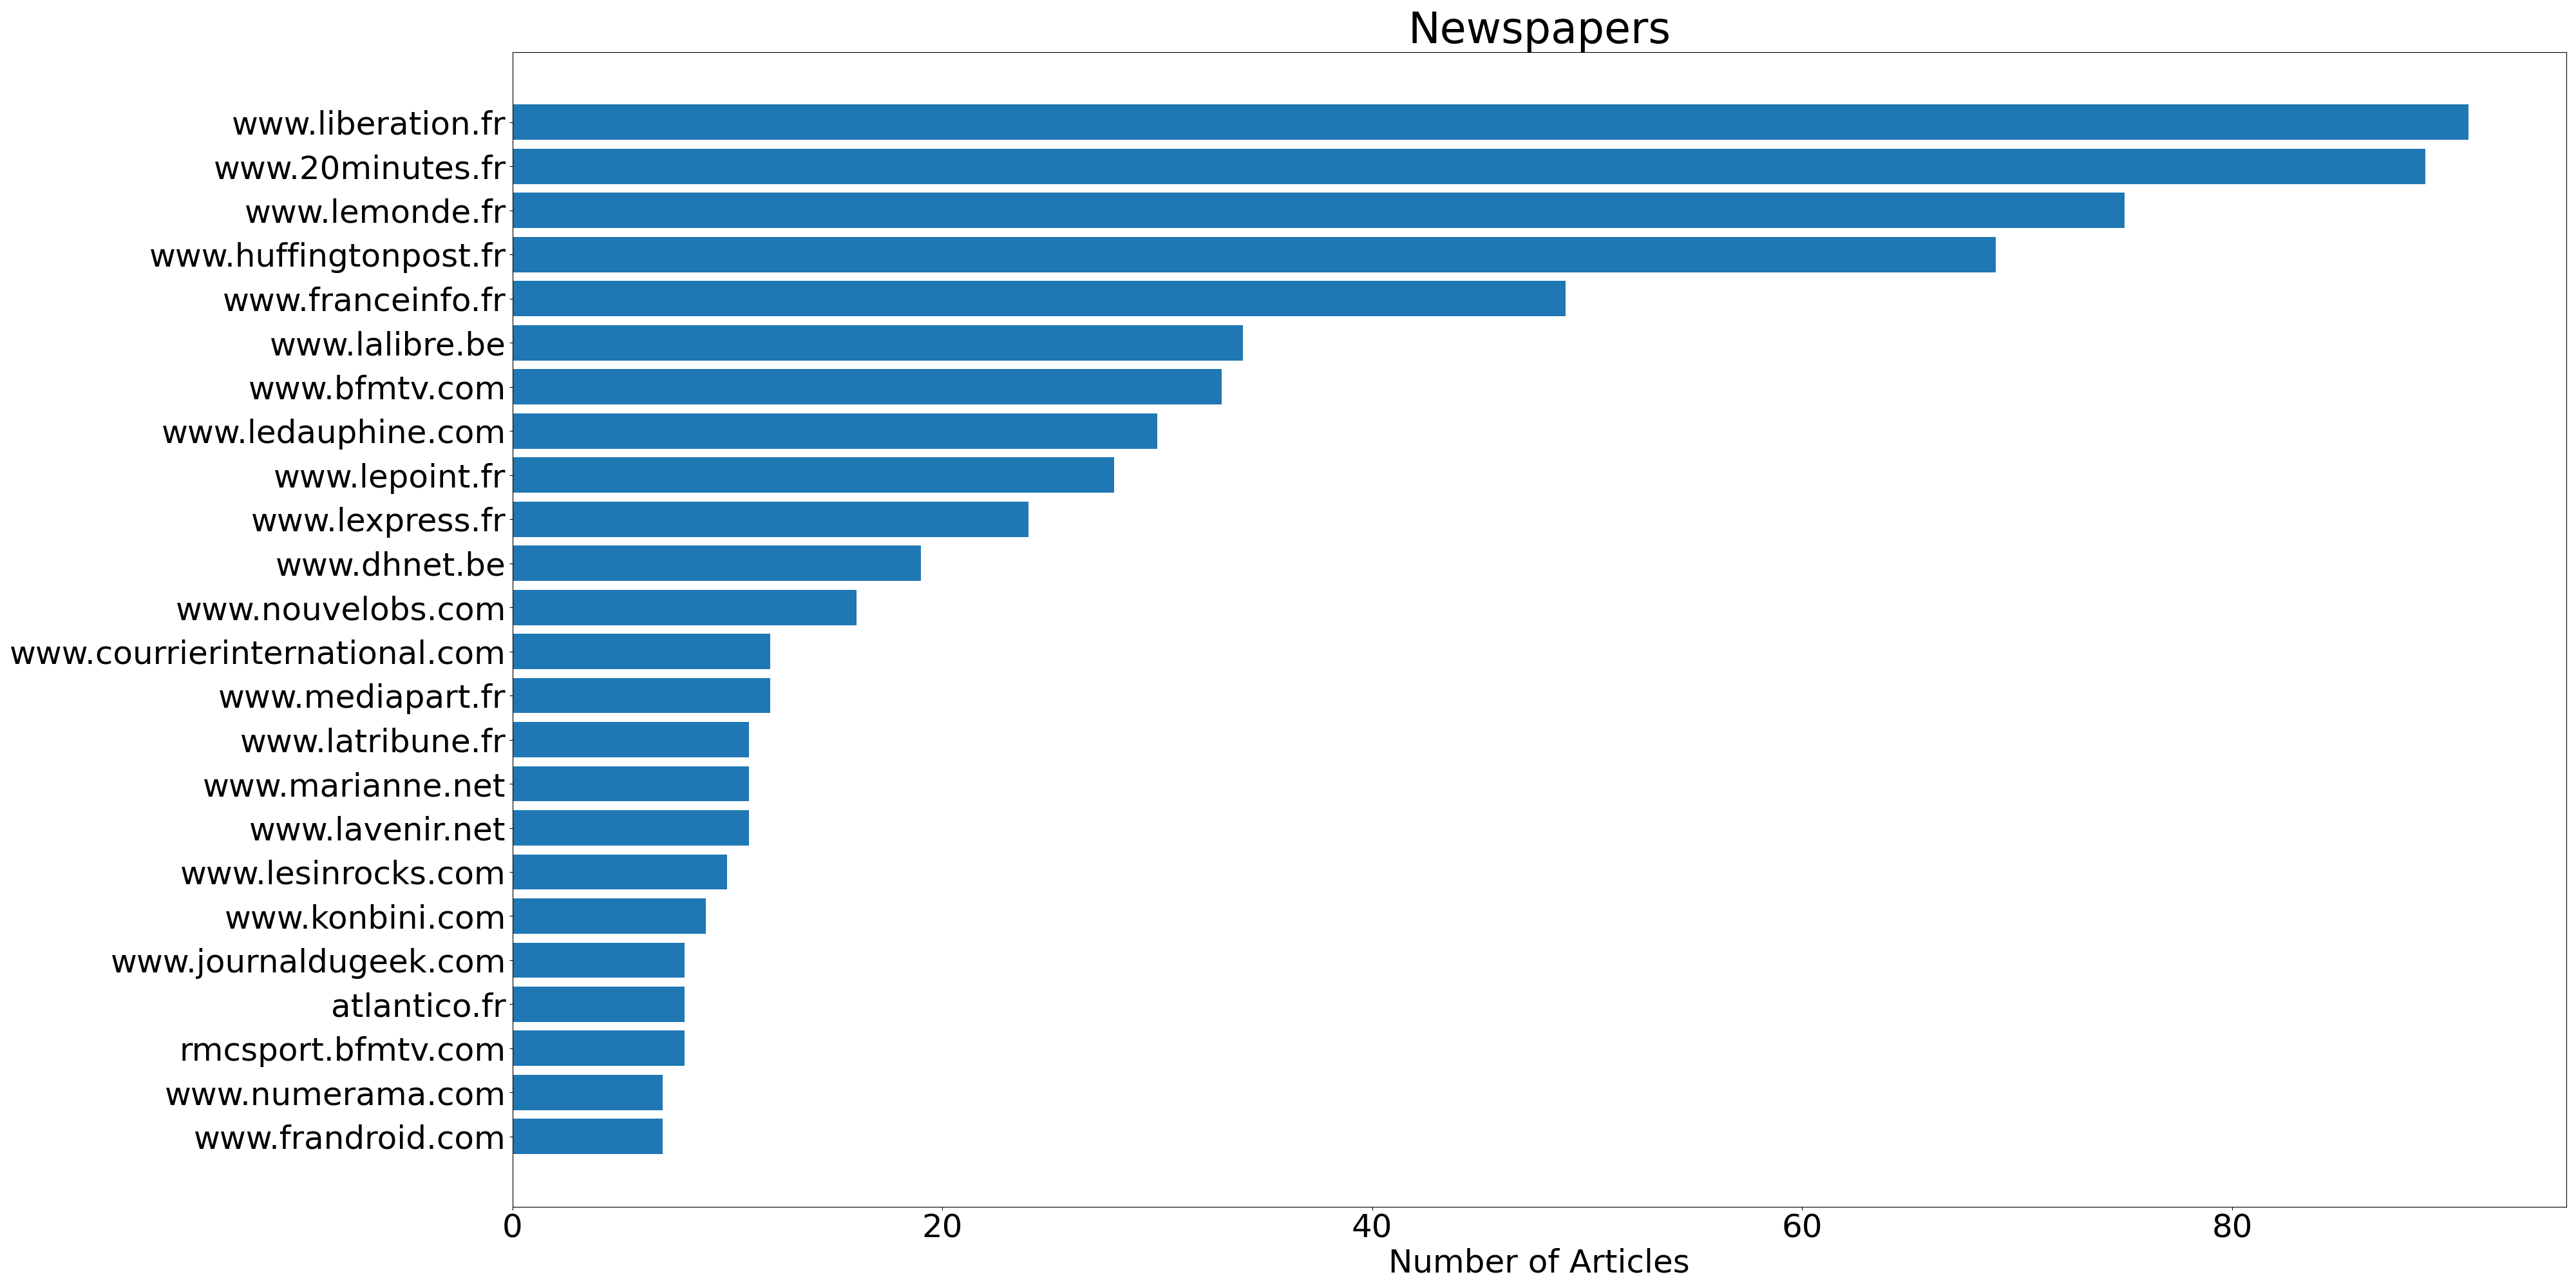 Newspapers
www.liberation.fr
www.20minutes.fr
www.lemonde.fr
www.huffingtonpost.fr
www.franceinfo.fr
www.lalibre.be
www.bfmtv.com
www.ledauphine.com
www.lepoint.fr
www.lexpress.fr
www.dhnet.be
www.nouvelobs.com
www.courrierinternational.com
www.mediapart.fr
www.latribune.fr
www.marianne.net
www.lavenir.net
www.lesinrocks.com
www.konbini.com
www.journaldugeek.com
atlantico.fr
rmcsport.bfmtv.com
www.numerama.com
www.frandroid.com
0 20 40 60 80
Number of Articles